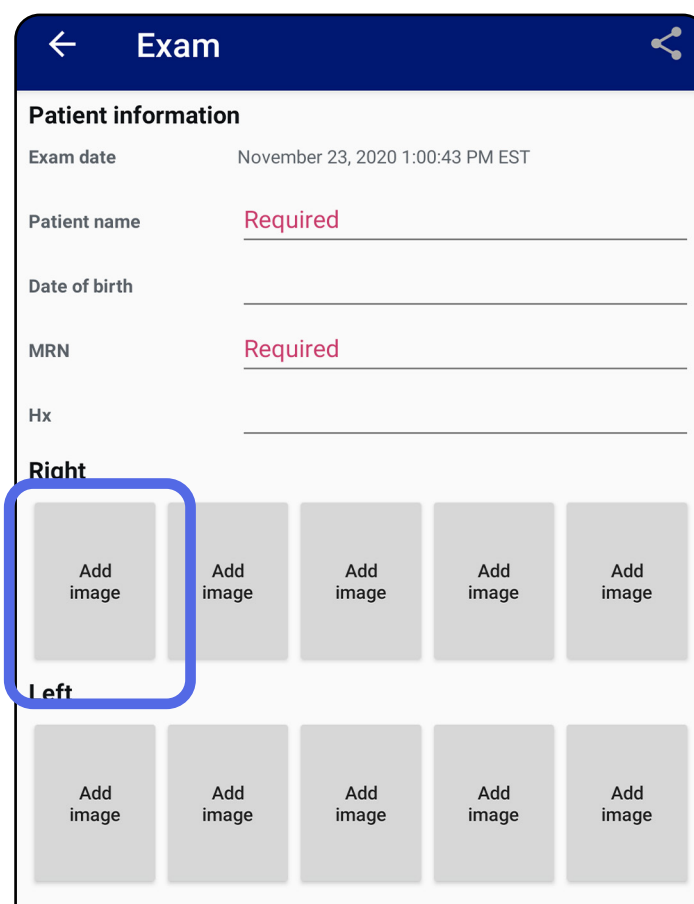 Exam
Patient information
Exam date November 23, 2020 1:00:43 PM EST
Patient name Required
Date of birth
MRN Required
Hx
Right
Add image Add image Add image Add image Add image
Left
Add image Add image Add image Add image Add image